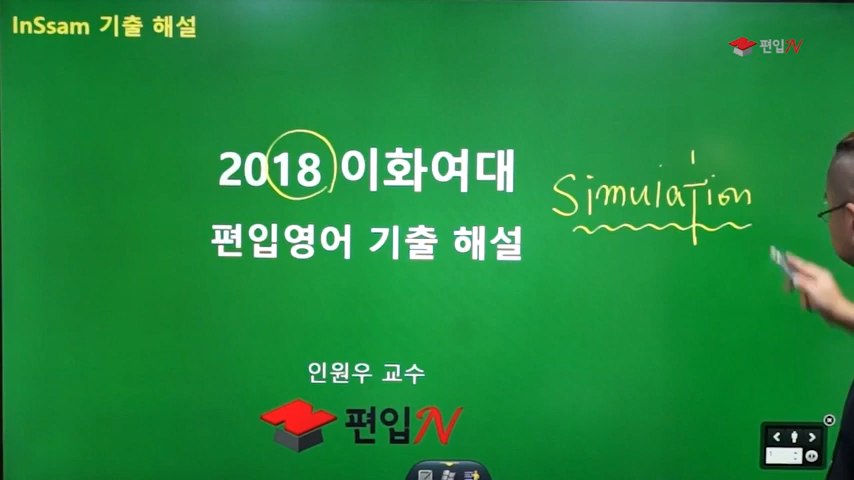 InSsam 기출 해설
편입N
2018 이화여대
Simulation
편입영어 기출 해설
인원우 교수
편입N
1